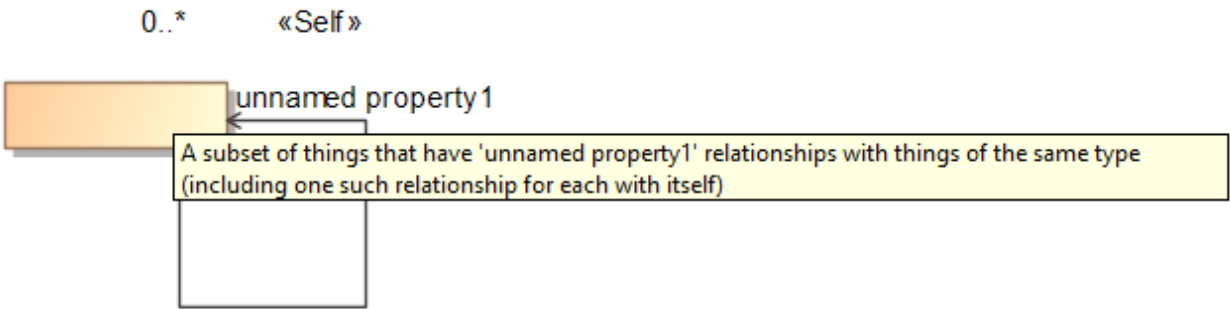 0..* «Self»
unnamed property1
A subset of things that have 'unnamed property1' relationships with things of the same type
(including one such relationship for each with itself)